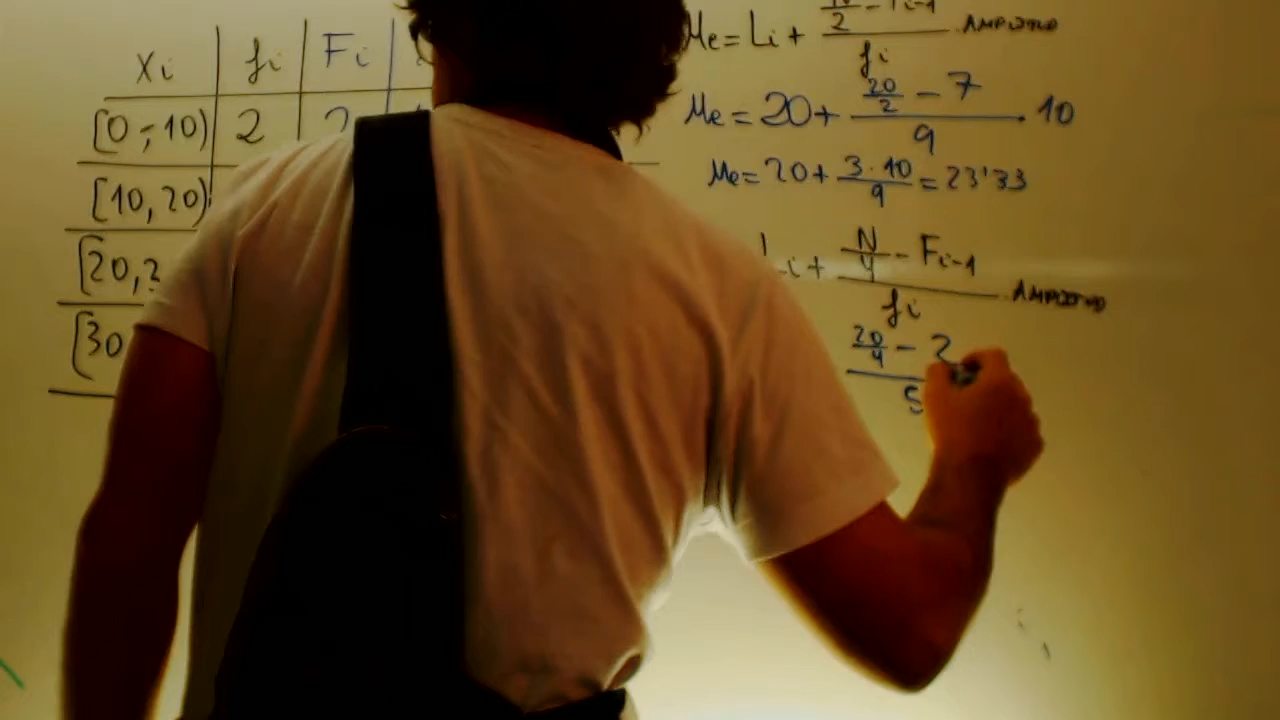 xi fi Fi
[0-10) 2 2
[10,20)
[20,3
[30
Me = Li + N/2 - Fi-1 / fi . AMPLITUD
Me = 20 + 20/2 - 7 / 9 . 10
Me = 20 + 3·10 / 9 = 23'33
Li + N/4 - Fi-1 / fi . AMPLITUD
20/4 - 2 / 5